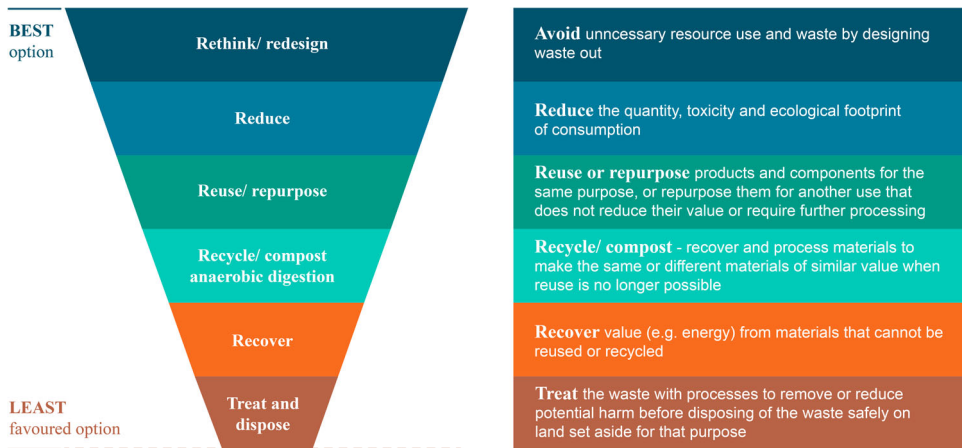 BEST
option
Rethink/ redesign
Avoid unncessary resource use and waste by designing
waste out
Reduce
Reduce the quantity, toxicity and ecological footprint
of consumption
Reuse/ repurpose
Reuse or repurpose products and components for the
same purpose, or repurpose them for another use that
does not reduce their value or require further processing
Recycle/ compost
anaerobic digestion
Recycle/ compost - recover and process materials to
make the same or different materials of similar value when
reuse is no longer possible
Recover
Recover value (e.g. energy) from materials that cannot be
reused or recycled
LEAST
favoured option
Treat and
dispose
Treat the waste with processes to remove or reduce
potential harm before disposing of the waste safely on
land set aside for that purpose